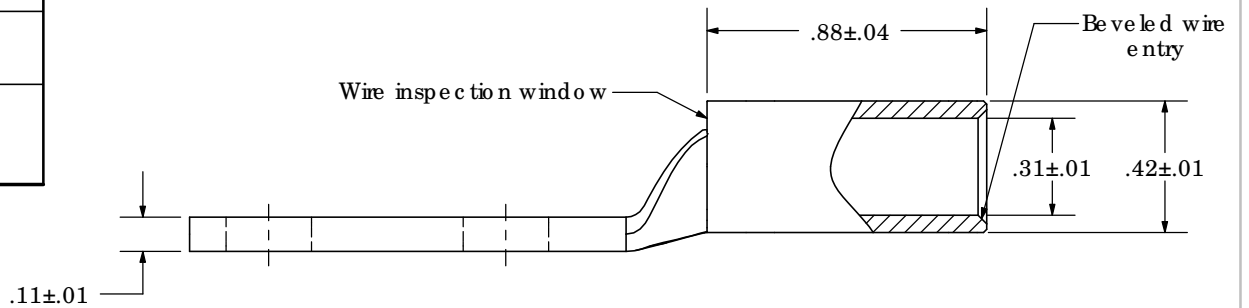 .88±.04
Beveled wire
entry
Wire inspection window
.31±.01
.42±.01
.11±.01